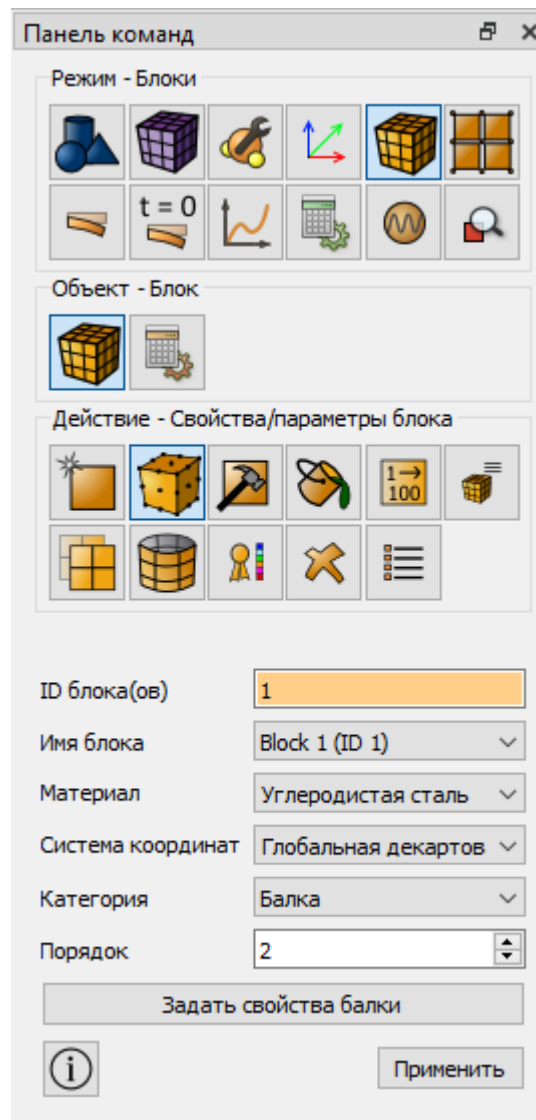 Панель команд
Режим - Блоки
t = 0
Объект - Блок
Действие - Свойства/параметры блока
1→
100
ID блока(ов) 1
Имя блока Block 1 (ID 1)
Материал Углеродистая сталь
Система координат Глобальная декартов
Категория Балка
Порядок 2
Задать свойства балки
i Применить